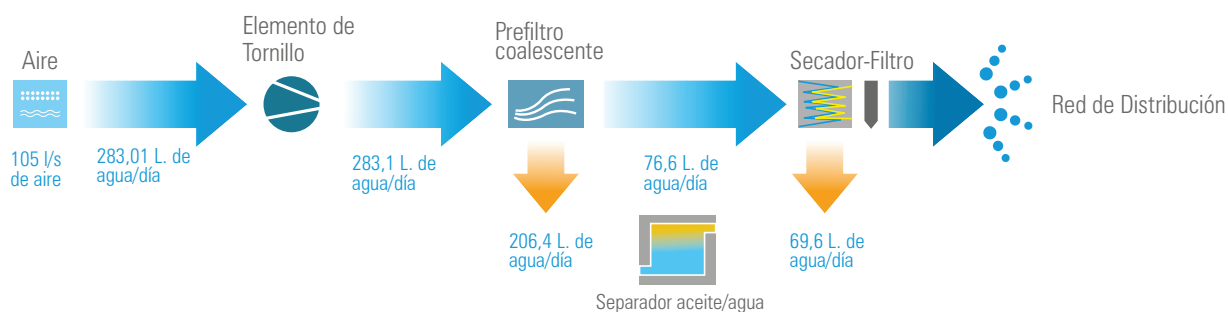 Aire
105 l/s
de aire
283,01 L. de
agua/día
Elemento de
Tornillo
283,1 L. de
agua/día
Prefiltro
coalescente
206,4 L. de
agua/día
76,6 L. de
agua/día
Separador aceite/agua
Secador-Filtro
69,6 L. de
agua/día
Red de Distribución